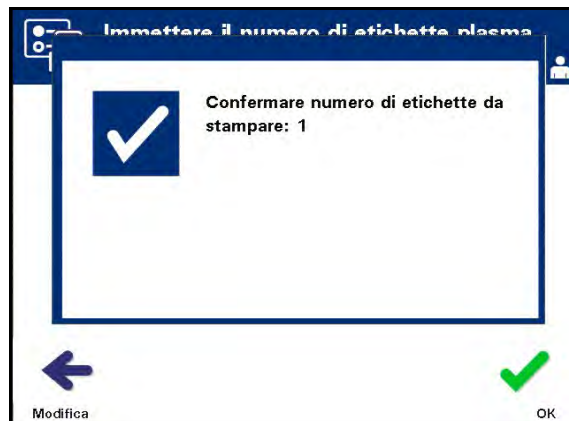 Immettere il numero di etichette plasma
Confermare numero di etichette da
stampare: 1
Modifica
OK